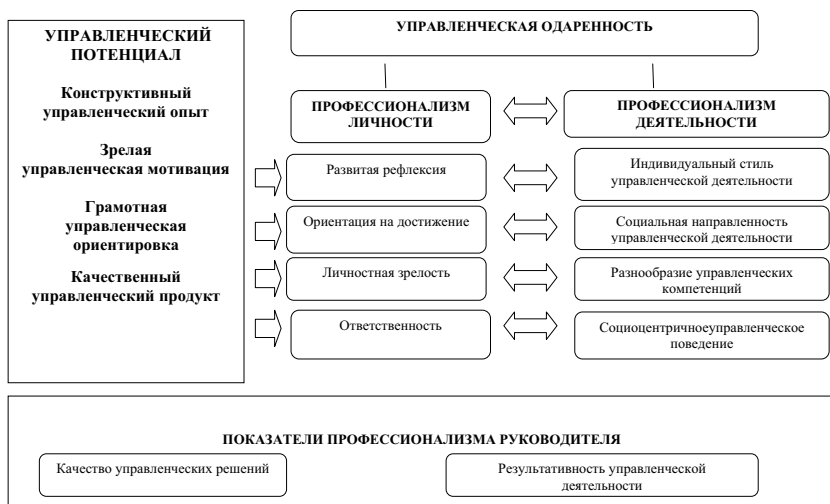 УПРАВЛЕНЧЕСКИЙ
ПОТЕНЦИАЛ
Конструктивный
управленческий опыт
Зрелая
управленческая мотивация
Грамотная
управленческая
ориентировка
Качественный
управленческий продукт
УПРАВЛЕНЧЕСКАЯ ОДАРЕННОСТЬ
ПРОФЕССИОНАЛИЗМ
ЛИЧНОСТИ
ПРОФЕССИОНАЛИЗМ
ДЕЯТЕЛЬНОСТИ
Развитая рефлексия
Индивидуальный стиль
управленческой деятельности
Ориентация на достижение
Социальная направленность
управленческой деятельности
Личностная зрелость
Разнообразие управленческих
компетенций
Ответственность
Социоцентричноеуправленческое
поведение
ПОКАЗАТЕЛИ ПРОФЕССИОНАЛИЗМА РУКОВОДИТЕЛЯ
Качество управленческих решений
Результативность управленческой
деятельности